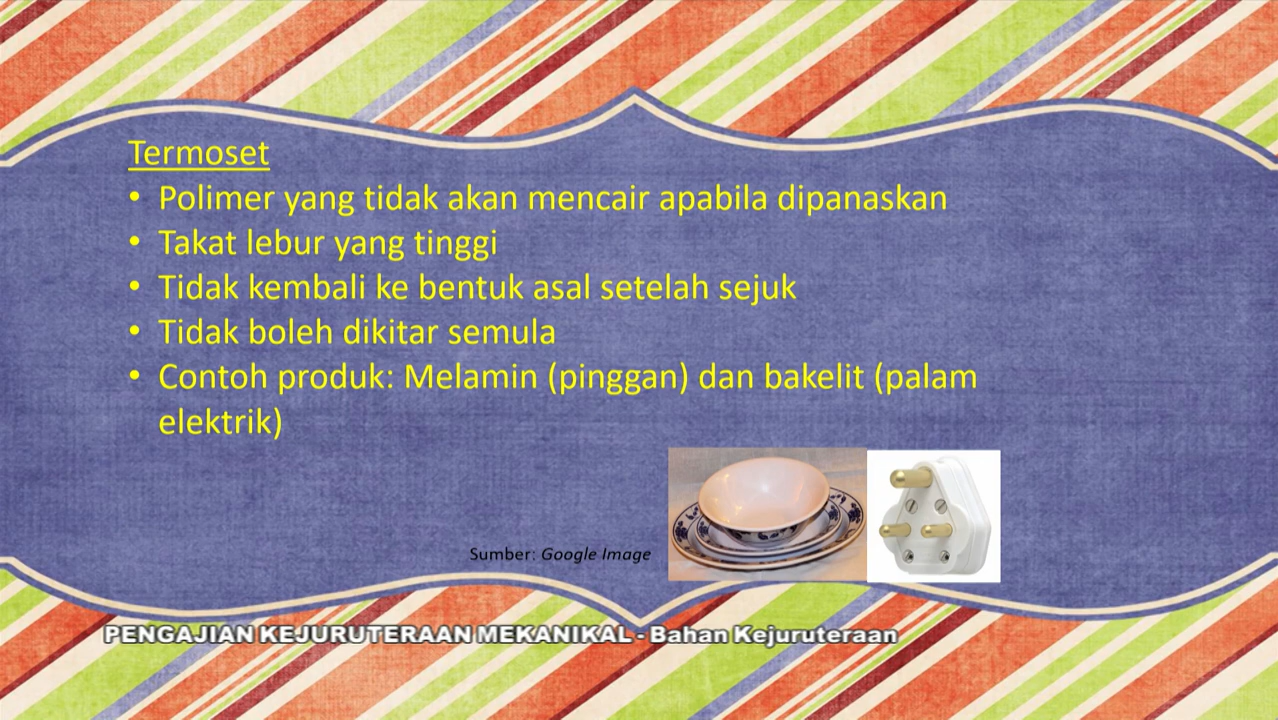 Termoset
• Polimer yang tidak akan mencair apabila dipanaskan
• Takat lebur yang tinggi
• Tidak kembali ke bentuk asal setelah sejuk
• Tidak boleh dikitar semula
• Contoh produk: Melamin (pinggan) dan bakelit (palam
elektrik)
Sumber: Google Image
PENGAJIAN KEJURUTERAAN MEKANIKAL - Bahan Kejuruteraan